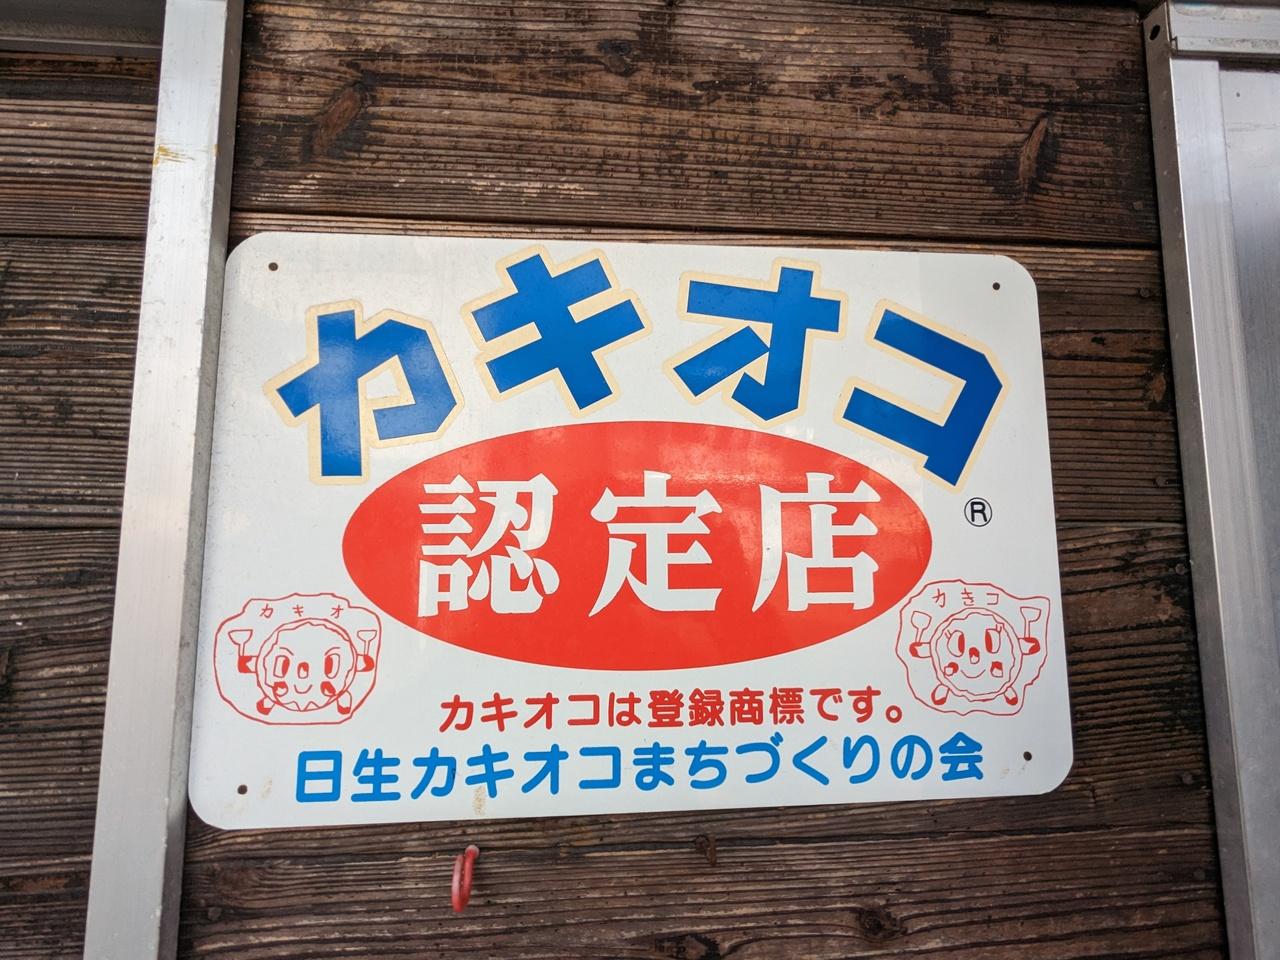 カキオコ
認定店
®
カキオ
カきコ
カキオコは登録商標です。
日生カキオコまちづくりの会